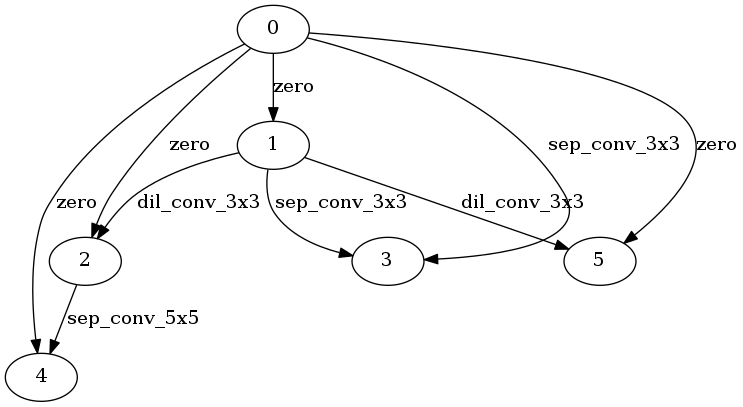 0
zero
1
zero
sep_conv_3x3
zero
zero
dil_conv_3x3
sep_conv_3x3
dil_conv_3x3
2
3
5
sep_conv_5x5
4